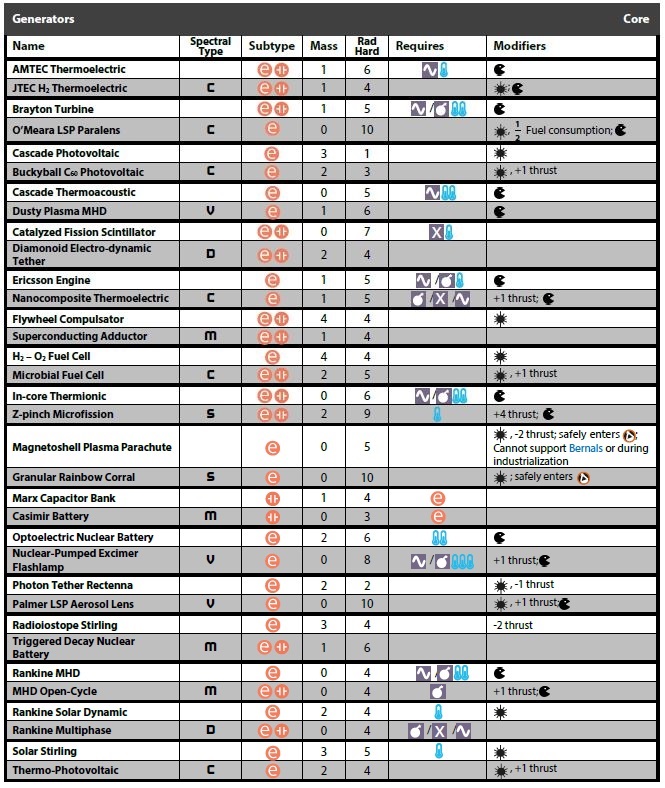 Generators Core
Name Spectral Type Subtype Mass Rad Hard Requires Modifiers
AMTEC Thermoelectric e 1 6
JTEC H₂ Thermoelectric C e 1 4 ;
Brayton Turbine e 1 5 /
O'Meara LSP Paralens C e 0 10 , 1/2 Fuel consumption;
Cascade Photovoltaic e 3 1
Buckyball C₆₀ Photovoltaic C e 2 3 , +1 thrust
Cascade Thermoacoustic e 0 5
Dusty Plasma MHD V e 1 6
Catalyzed Fission Scintillator e 0 7 X
Diamonoid Electro-dynamic
Tether D e 2 4
Ericsson Engine e 1 5 /
Nanocomposite Thermoelectric C e 1 5 / X / +1 thrust;
Flywheel Compulsator e 4 4
Superconducting Adductor M e 1 4
H₂ – O₂ Fuel Cell e 4 4
Microbial Fuel Cell C e 2 5 , +1 thrust
In-core Thermionic e 0 6 /
Z-pinch Microfission S e 2 9 +4 thrust;
Magnetoshell Plasma Parachute e 0 5 , -2 thrust; safely enters ;
Cannot support Bernals or during
industrialization
Granular Rainbow Corral S e 0 10 ; safely enters
Marx Capacitor Bank 1 4 e
Casimir Battery M 0 3 e
Optoelectric Nuclear Battery e 2 6
Nuclear-Pumped Excimer
Flashlamp V e 0 8 / +1 thrust;
Photon Tether Rectenna e 2 2 , -1 thrust
Palmer LSP Aerosol Lens V e 0 10 , +1 thrust;
Radioiostope Stirling e 3 4 -2 thrust
Triggered Decay Nuclear
Battery M e 1 6
Rankine MHD e 0 4 /
MHD Open-Cycle M e 0 4 +1 thrust;
Rankine Solar Dynamic e 2 4
Rankine Multiphase D e 0 4 / X /
Solar Stirling e 3 5
Thermo-Photovoltaic C e 2 4 , +1 thrust